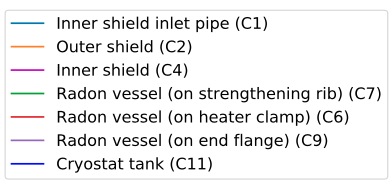 Inner shield inlet pipe (C1)
Outer shield (C2)
Inner shield (C4)
Radon vessel (on strengthening rib) (C7)
Radon vessel (on heater clamp) (C6)
Radon vessel (on end flange) (C9)
Cryostat tank (C11)